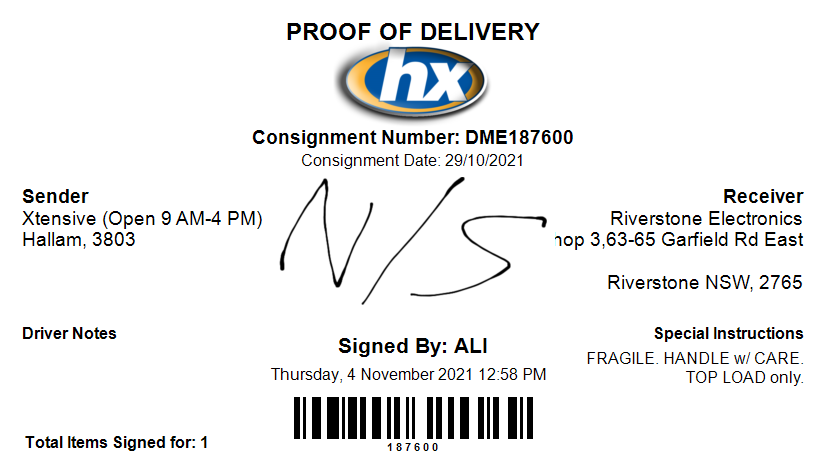 PROOF OF DELIVERY
hx
Consignment Number: DME187600
Consignment Date: 29/10/2021
Sender
Xtensive (Open 9 AM-4 PM)
Hallam, 3803
N/S
Receiver
Riverstone Electronics
hop 3,63-65 Garfield Rd East
Riverstone NSW, 2765
Driver Notes
Signed By: ALI
Thursday, 4 November 2021 12:58 PM
Special Instructions
FRAGILE. HANDLE w/ CARE.
TOP LOAD only.
Total Items Signed for: 1
187600